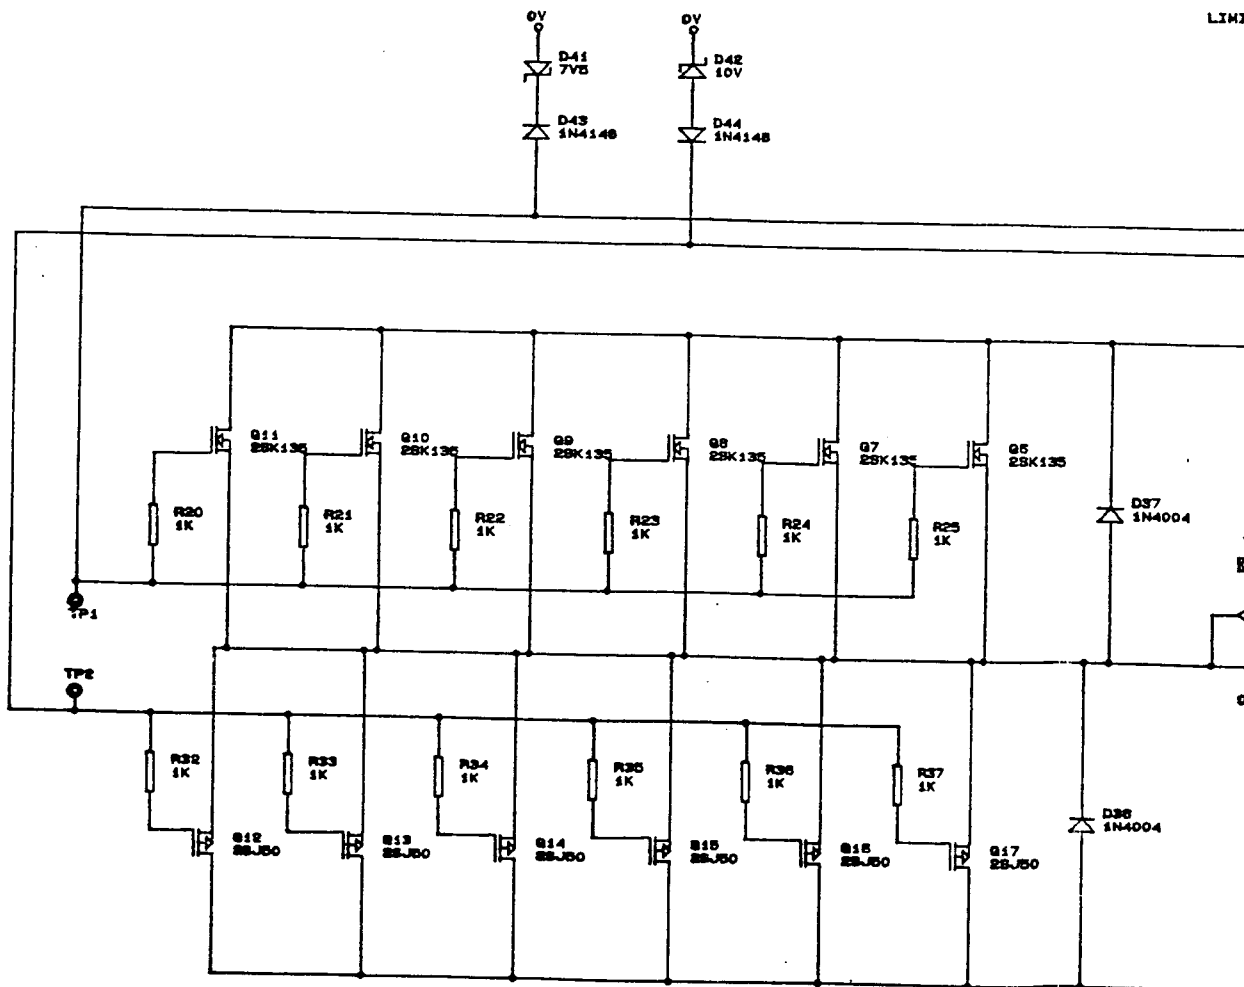 0V
0V
LIMI
D41
7V5
D42
10V
D43
1N4148
D44
1N4148
Q11
2SK135
Q10
2SK135
Q9
2SK135
Q8
2SK135
Q7
2SK135
Q6
2SK135
R20
1K
R21
1K
R22
1K
R23
1K
R24
1K
R25
1K
D37
1N4004
TP1
TP2
R32
1K
R33
1K
R34
1K
R35
1K
R36
1K
R37
1K
Q12
2SJ50
Q13
2SJ50
Q14
2SJ50
Q15
2SJ50
Q16
2SJ50
Q17
2SJ50
D38
1N4004